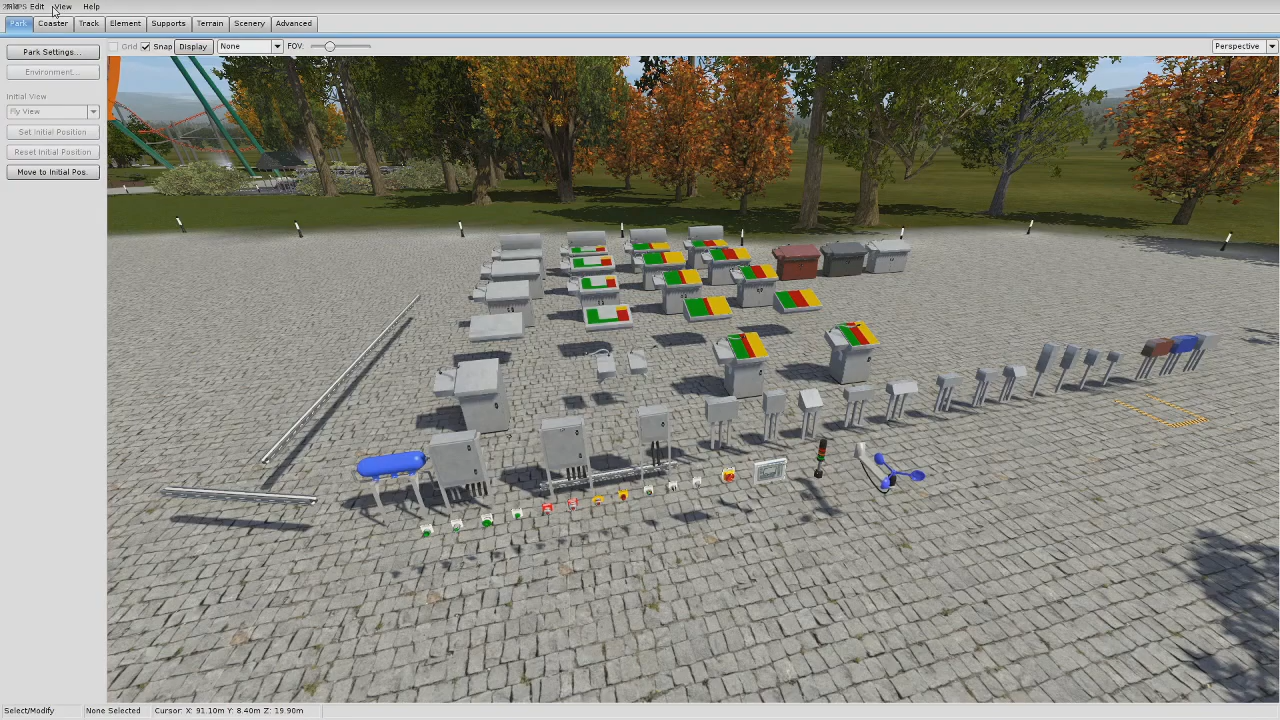 Edit View Help
Park Coaster Track Element Supports Terrain Scenery Advanced
Park Settings...
Grid Snap Display None FOV: Perspective
Environment...
Initial View
Fly View
Set Initial Position
Reset Initial Position
Move to Initial Pos.
Select/Modify None Selected Cursor: X: 91.10m Y: 8.40m Z: 19.90m